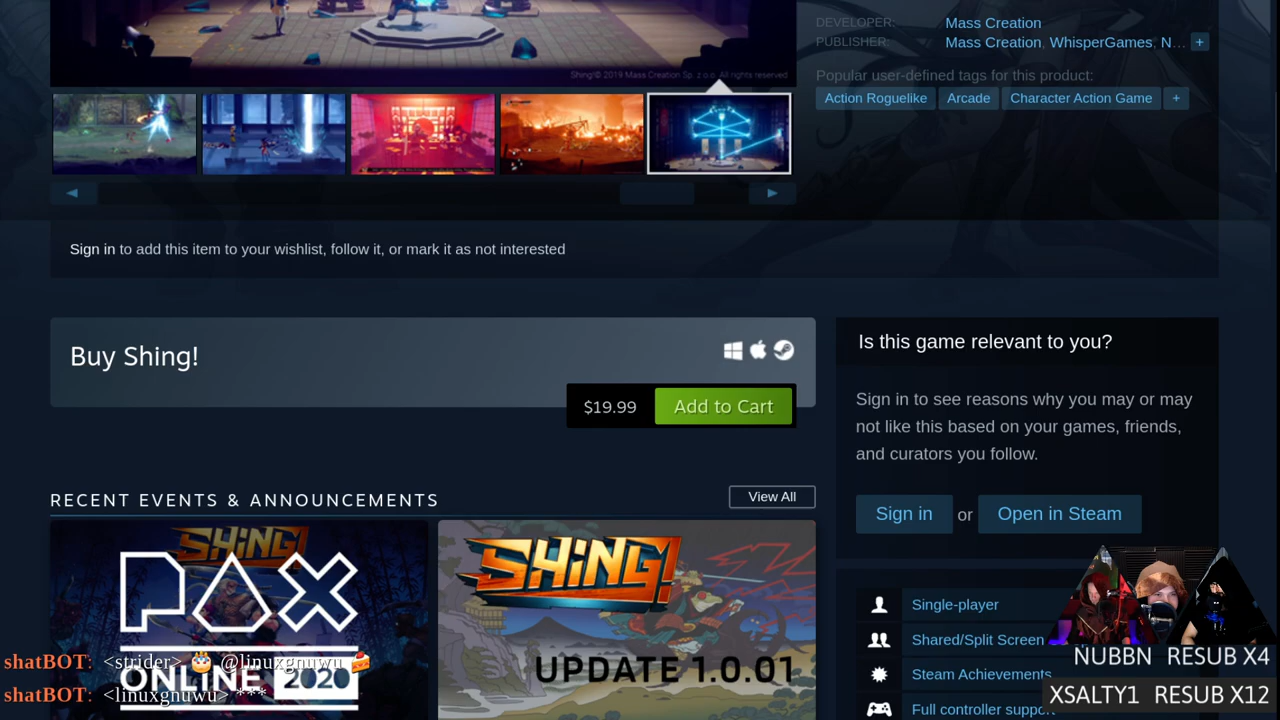 DEVELOPER: Mass Creation
PUBLISHER: Mass Creation, WhisperGames, N... +
Shing!© 2019 Mass Creation Sp. z o.o. All rights reserved
Popular user-defined tags for this product:
Action Roguelike Arcade Character Action Game +
Sign in to add this item to your wishlist, follow it, or mark it as not interested
Buy Shing!
$19.99 Add to Cart
Is this game relevant to you?
Sign in to see reasons why you may or may
not like this based on your games, friends,
and curators you follow.
Sign in or Open in Steam
RECENT EVENTS & ANNOUNCEMENTS
View All
SHING!
PAX
ONLINE 2020
SHING!
UPDATE 1.0.01
Single-player
Shared/Split Screen
Steam Achievements
Full controller support
shatBOT: <strider> 🎂 @linuxgnuwu 🍰
shatBOT: <linuxgnuwu> ***
NUBBN RESUB X4
XSALTY1 RESUB X12